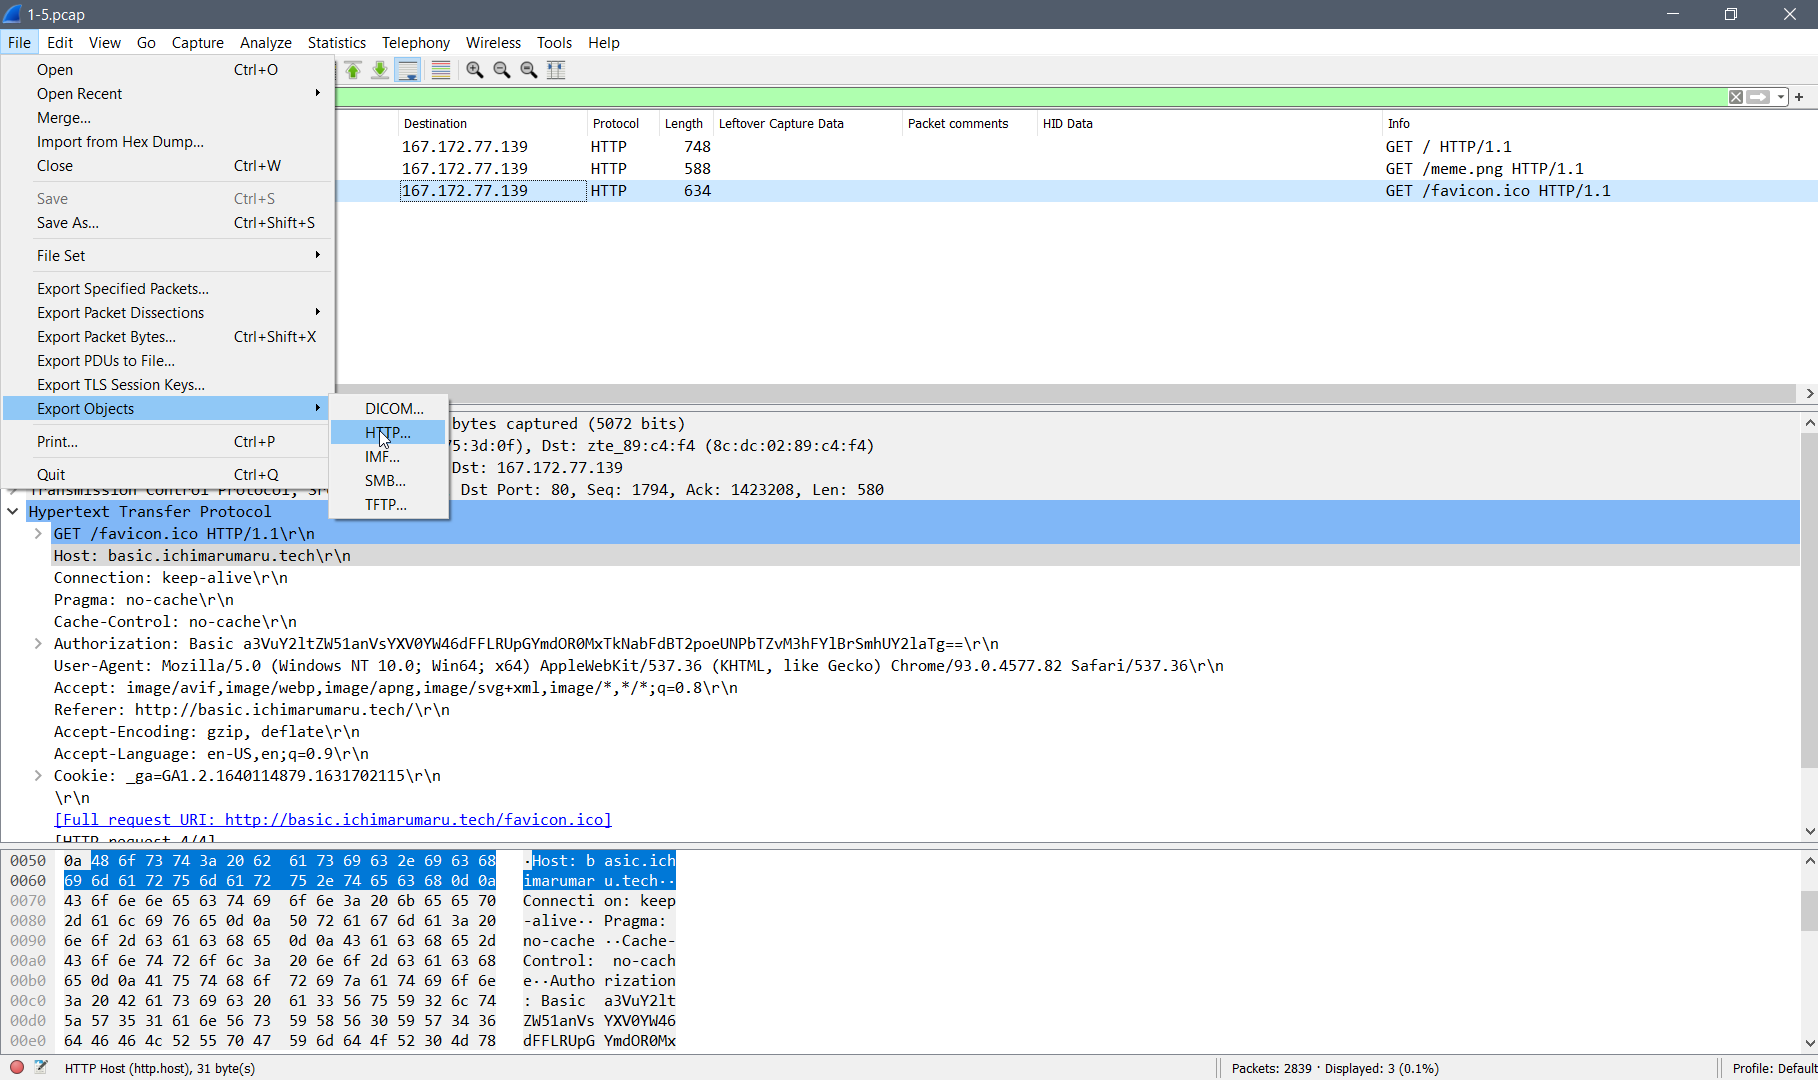 1-5.pcap
File Edit View Go Capture Analyze Statistics Telephony Wireless Tools Help
Open Ctrl+O
Open Recent
Merge...
Import from Hex Dump...
Close Ctrl+W
Save Ctrl+S
Save As... Ctrl+Shift+S
File Set
Export Specified Packets...
Export Packet Dissections
Export Packet Bytes... Ctrl+Shift+X
Export PDUs to File...
Export TLS Session Keys...
Export Objects
Print... Ctrl+P
Quit Ctrl+Q
DICOM...
HTTP...
IMF...
SMB...
TFTP...
Destination Protocol Length Leftover Capture Data Packet comments HID Data Info
167.172.77.139 HTTP 748 GET / HTTP/1.1
167.172.77.139 HTTP 588 GET /meme.png HTTP/1.1
167.172.77.139 HTTP 634 GET /favicon.ico HTTP/1.1
bytes captured (5072 bits)
5:3d:0f), Dst: zte_89:c4:f4 (8c:dc:02:89:c4:f4)
Dst: 167.172.77.139
Transmission Control Protocol, Dst Port: 80, Seq: 1794, Ack: 1423208, Len: 580
Hypertext Transfer Protocol
GET /favicon.ico HTTP/1.1\r\n
Host: basic.ichimarumaru.tech\r\n
Connection: keep-alive\r\n
Pragma: no-cache\r\n
Cache-Control: no-cache\r\n
Authorization: Basic a3VuY2ltZW51anVsYXV0YW46dFFLRUpGYmdOR0MxTkNabFdBT2poeUNPbTZvM3hFYlBrSmhUY2laTg==\r\n
User-Agent: Mozilla/5.0 (Windows NT 10.0; Win64; x64) AppleWebKit/537.36 (KHTML, like Gecko) Chrome/93.0.4577.82 Safari/537.36\r\n
Accept: image/avif,image/webp,image/apng,image/svg+xml,image/*,*/*;q=0.8\r\n
Referer: http://basic.ichimarumaru.tech/\r\n
Accept-Encoding: gzip, deflate\r\n
Accept-Language: en-US,en;q=0.9\r\n
Cookie: _ga=GA1.2.1640114879.1631702115\r\n
\r\n
[Full request URI: http://basic.ichimarumaru.tech/favicon.ico]
[HTTP request 4/4]
0050 0a 48 6f 73 74 3a 20 62 61 73 69 63 2e 69 63 68 ·Host: b asic.ich
0060 69 6d 61 72 75 6d 61 72 75 2e 74 65 63 68 0d 0a imarumar u.tech··
0070 43 6f 6e 6e 65 63 74 69 6f 6e 3a 20 6b 65 65 70 Connecti on: keep
0080 2d 61 6c 69 76 65 0d 0a 50 72 61 67 6d 61 3a 20 -alive·· Pragma:
0090 6e 6f 2d 63 61 63 68 65 0d 0a 43 61 63 68 65 2d no-cache ··Cache-
00a0 43 6f 6e 74 72 6f 6c 3a 20 6e 6f 2d 63 61 63 68 Control: no-cach
00b0 65 0d 0a 41 75 74 68 6f 72 69 7a 61 74 69 6f 6e e··Autho rization
00c0 3a 20 42 61 73 69 63 20 61 33 56 75 59 32 6c 74 : Basic a3VuY2lt
00d0 5a 57 35 31 61 6e 56 73 59 58 56 30 59 57 34 36 ZW51anVs YXV0YW46
00e0 64 46 46 4c 52 55 70 47 59 6d 64 4f 52 30 4d 78 dFFLRUpG YmdOR0Mx
HTTP Host (http.host), 31 byte(s) Packets: 2839 · Displayed: 3 (0.1%) Profile: Default